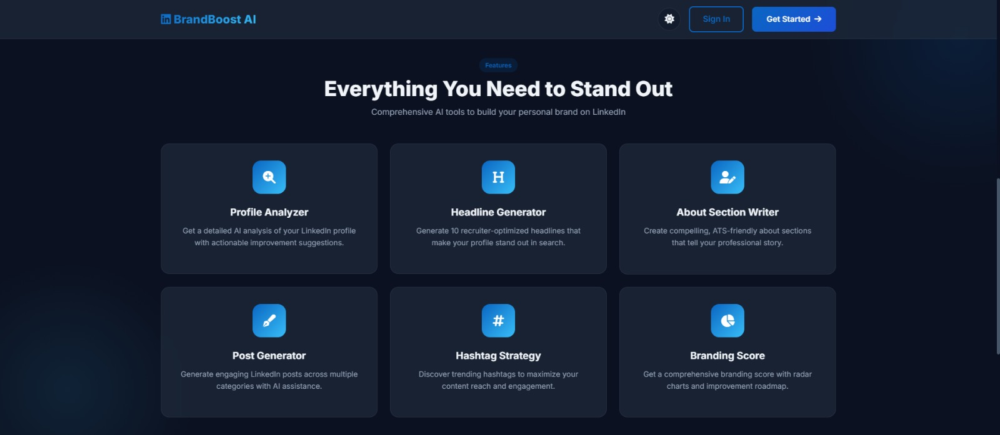 BrandBoost AI
Sign In
Get Started →
Features
Everything You Need to Stand Out
Comprehensive AI tools to build your personal brand on LinkedIn
Profile Analyzer
Get a detailed AI analysis of your LinkedIn profile
with actionable improvement suggestions.
H
Headline Generator
Generate 10 recruiter-optimized headlines that
make your profile stand out in search.
About Section Writer
Create compelling, ATS-friendly about sections
that tell your professional story.
Post Generator
Generate engaging LinkedIn posts across multiple
categories with AI assistance.
#
Hashtag Strategy
Discover trending hashtags to maximize your
content reach and engagement.
Branding Score
Get a comprehensive branding score with radar
charts and improvement roadmap.